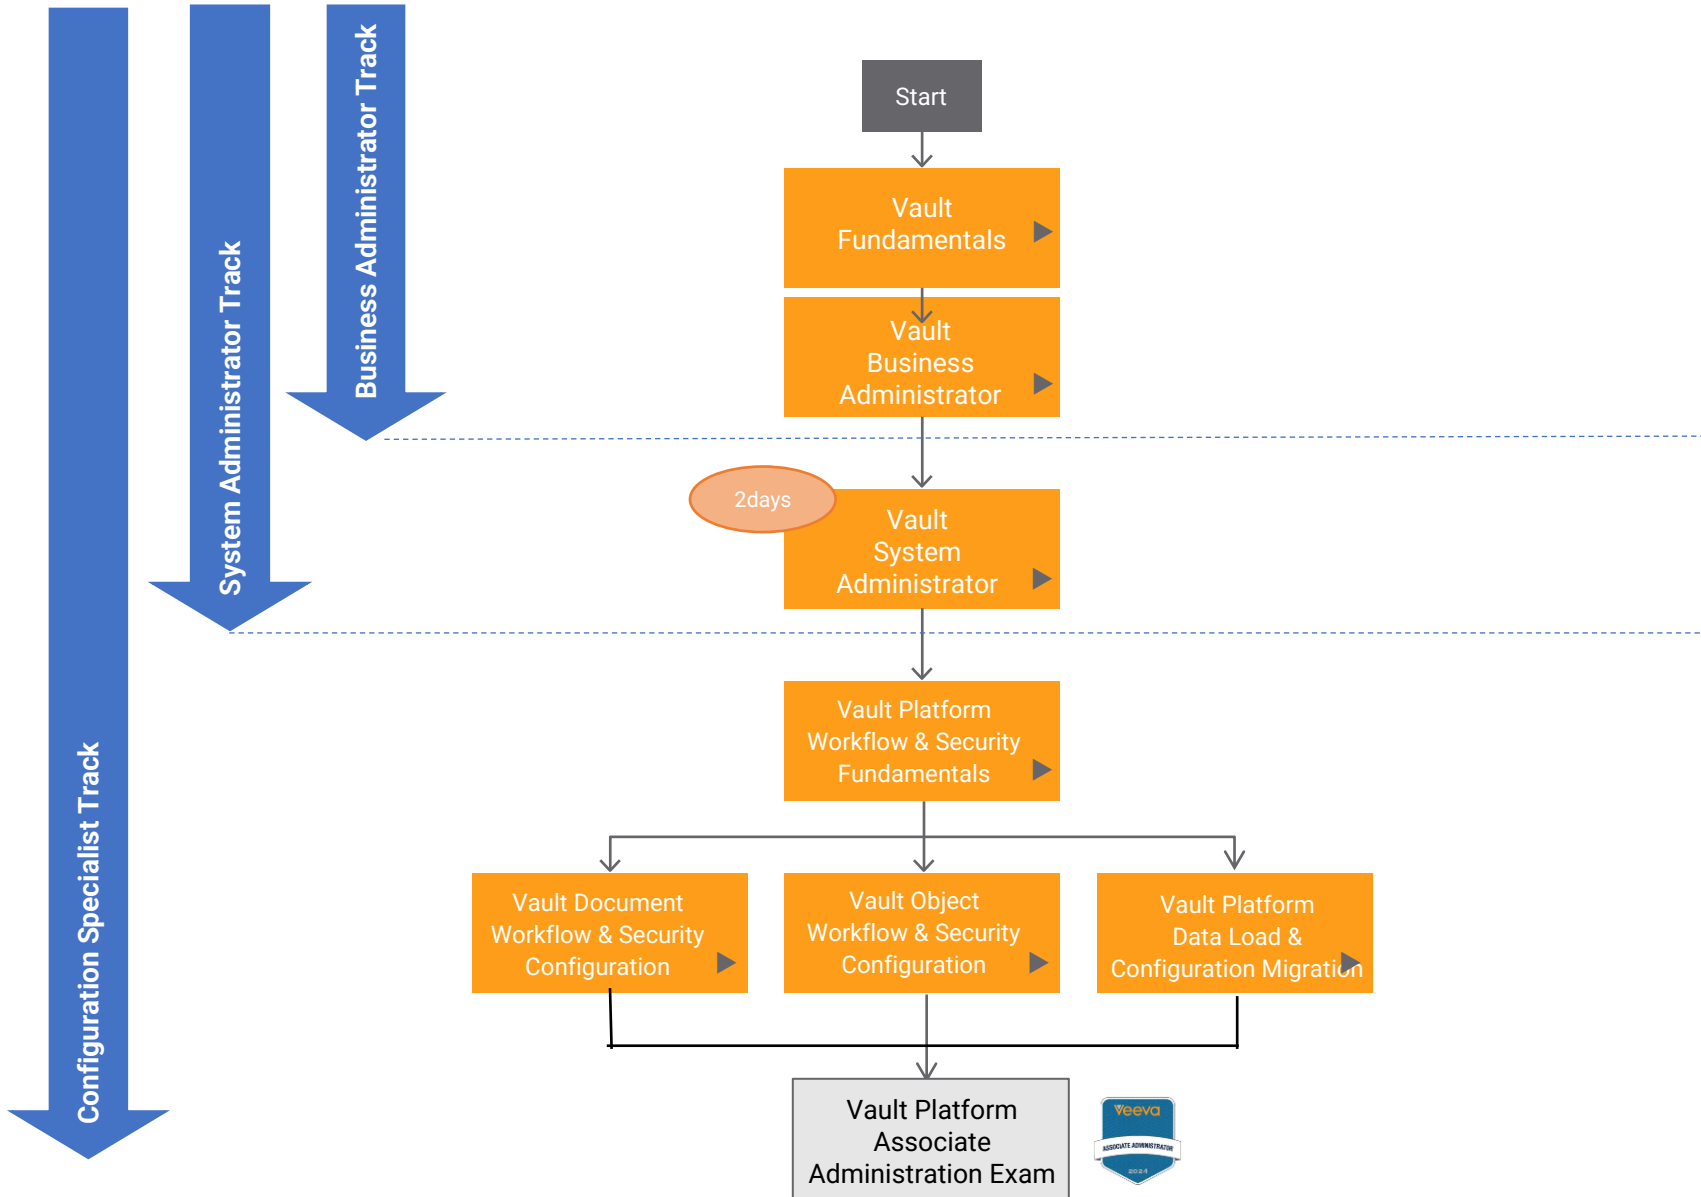 Configuration Specialist Track
System Administrator Track
Business Administrator Track
Start
Vault
Fundamentals
Vault
Business
Administrator
2days
Vault
System
Administrator
Vault Platform
Workflow & Security
Fundamentals
Vault Document
Workflow & Security
Configuration
Vault Object
Workflow & Security
Configuration
Vault Platform
Data Load &
Configuration Migration
Vault Platform
Associate
Administration Exam
Veeva
ASSOCIATE ADMINISTRATOR
2024